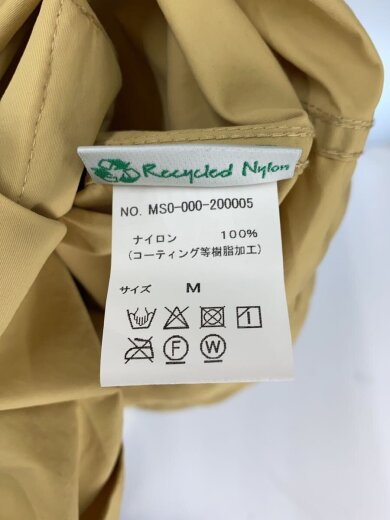 Recycled Nylon
NO. MS0-000-200005
ナイロン 100%
(コーティング等樹脂加工)
サイズ M
F W